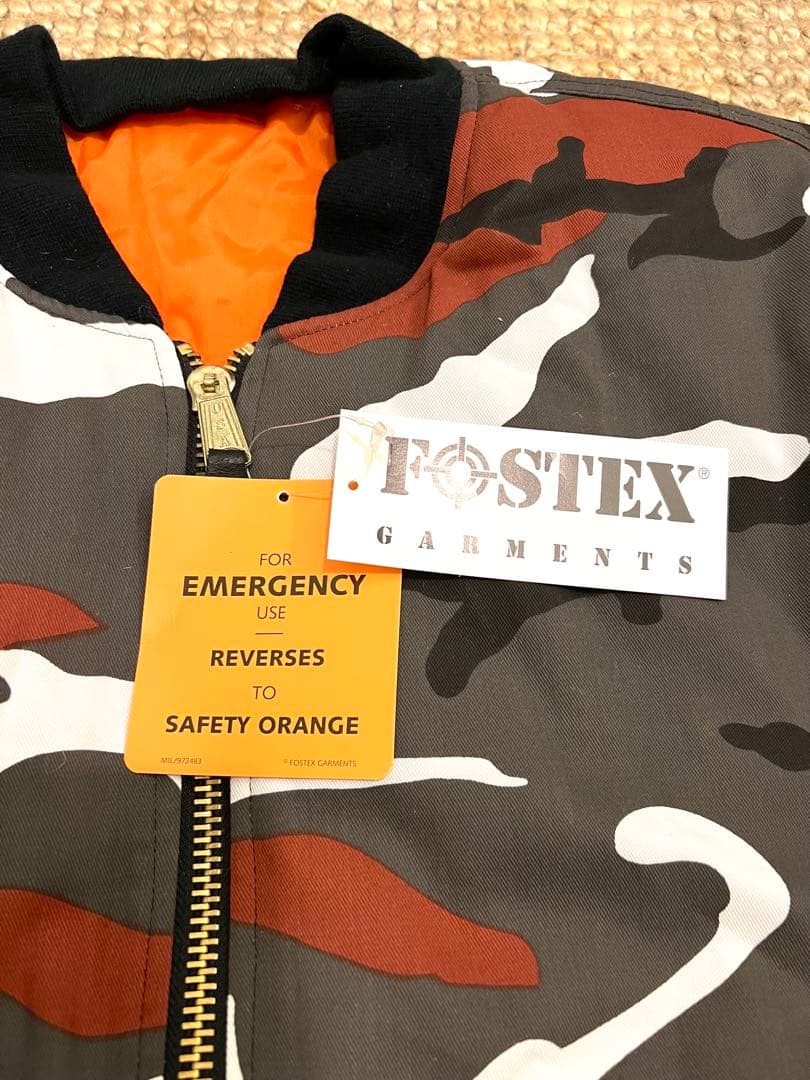 USA
FOSTEX®
GARMENTS
FOR
EMERGENCY
USE
REVERSES
TO
SAFETY ORANGE
MIL/972483
© FOSTEX GARMENTS